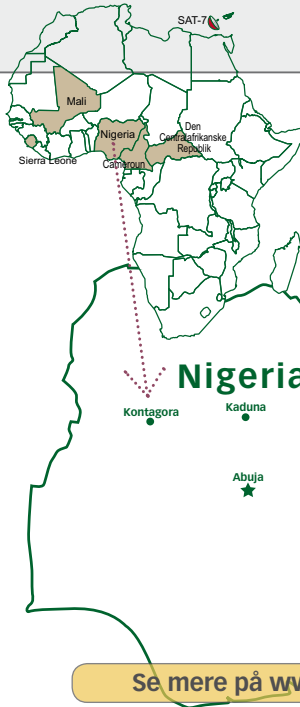 SAT-7
Mali
Nigeria
Den
Centralafrikanske
Republik
Sierra Leone
Cameroun
Nigeria
Kontagora
Kaduna
Abuja
Se mere på